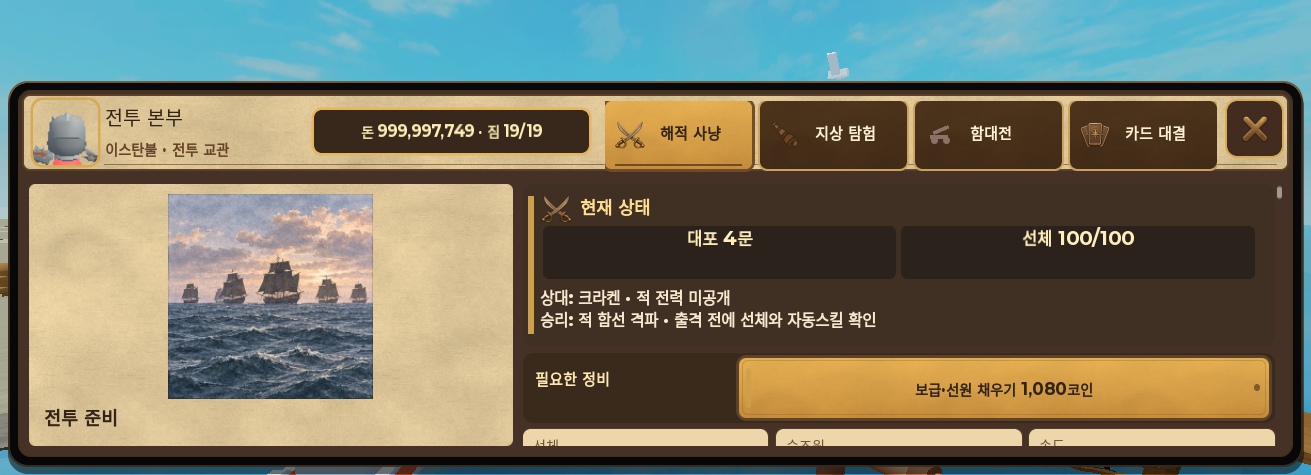 전투 본부
이스탄불 • 전투 교관
돈 999,997,749 · 짐 19/19
해적 사냥
지상 탐험
함대전
카드 대결
현재 상태
대포 4문
선체 100/100
상대: 크라켄 • 적 전력 미공개
승리: 적 함선 격파 • 출격 전에 선체와 자동스킬 확인
필요한 정비
보급·선원 채우기 1,080코인
전투 준비
선체
속도